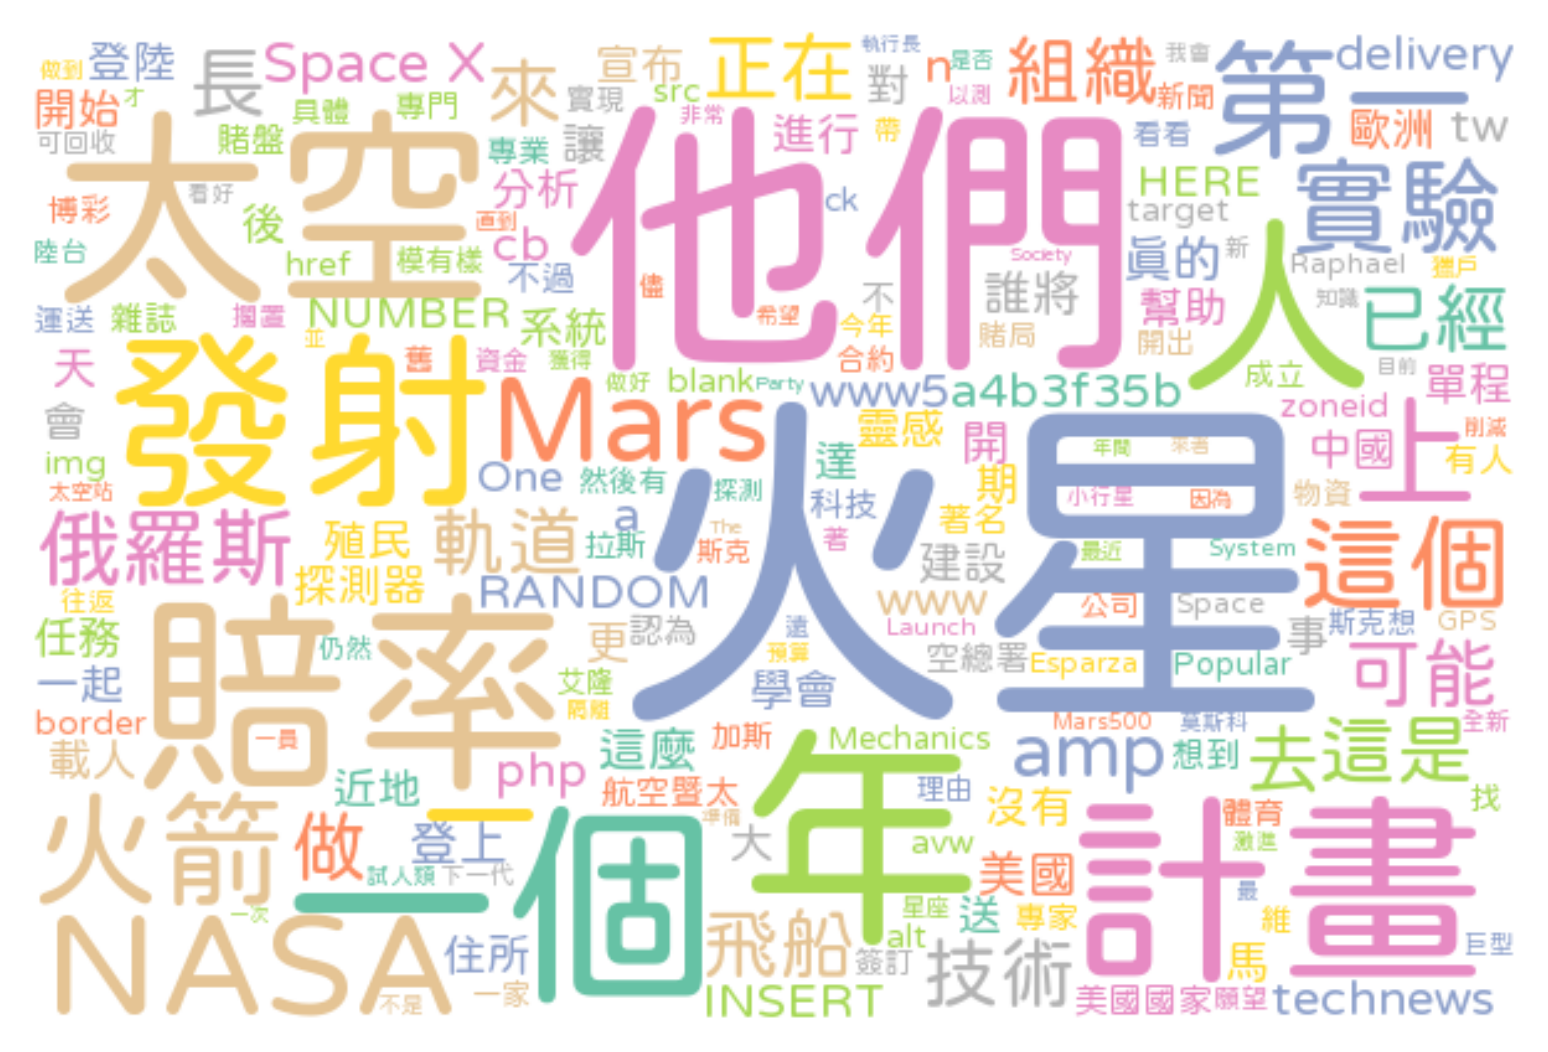 做到 登陸 長 Space X 來 宣布 正在 執行長 對 n 是否 組織 我會 第一 delivery
開始 才 具體 專門 實現 src 非常 以測 新聞
可回收 賭盤 專業 讓 進行 帶 看看 歐洲 tw
太空 他們 人 實驗
博彩 看好 後 分析 直到 ck HERE target
陸台 href 模有樣 cb 不過 儘 Society 誰將 真的 新 Raphael 獵戶
運送 雜誌 擱置 NUMBER 系統 希望 不 今年 幫助 知識 已經
天 並 舊 資金 獲得 合約 賭局 開出 成立 目前 單程
發射 Mars 做好 blank Party www5a4b3f35b zoneid
會 靈感 開 年間 來者 中國 上 削減
img One 然後有 探測 達 期 小行星 因為 物資 有人
太空站 a 科技 著名
俄羅斯 殖民 軌道 拉斯 The 斯克 著 火星 建設 最近 System 這個
往返 探測器 RANDOM www 公司 Space 斯克想 GPS
任務 仍然 更 認為 遠 Launch 事
一起 賠率 艾隆 預算 空總署 Esparza Popular 可能
border 一員 隔離 學會 Mars500 莫斯科 全新
載人 近地 php 這麼 加斯 Mechanics amp 想到 去 這是
航空暨太 理由 沒有 體育 找
火箭 做 登上 準備 大 年 avw 計畫 激進
試人類 下一代 一個 美國 最
NASA 一次 飛船 星座 送 專家 維
住所 alt 簽訂 技術 馬 巨型
不是 一家 INSERT 美國國家 願望 technews